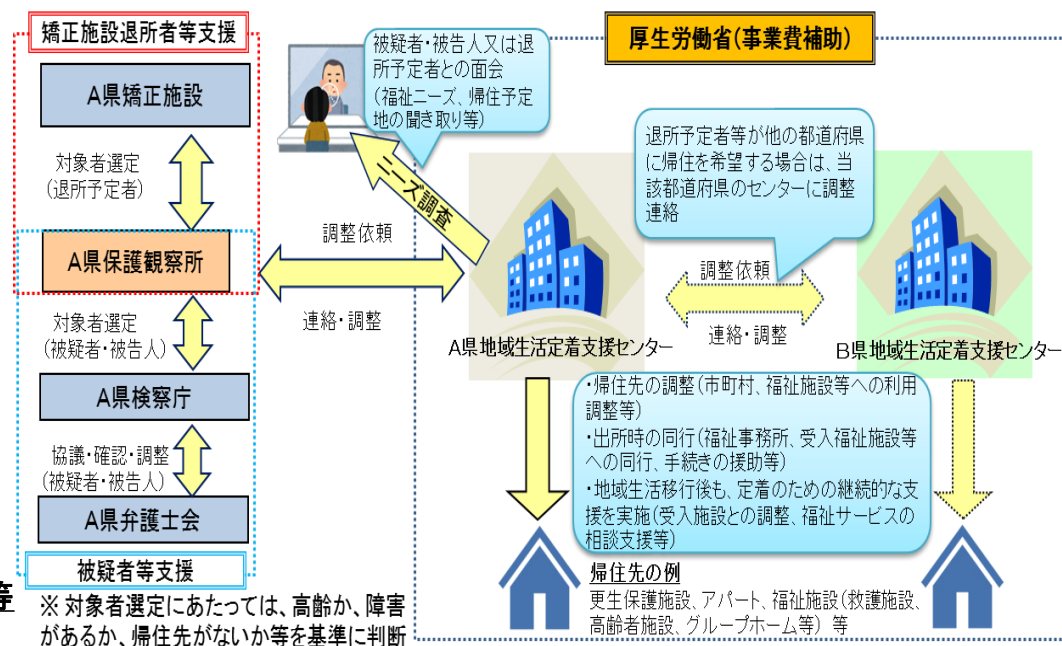 矯正施設退所者等支援
A県矯正施設
対象者選定
(退所予定者)
A県保護観察所
対象者選定
(被疑者・被告人)
A県検察庁
協議・確認・調整
(被疑者・被告人)
A県弁護士会
被疑者等支援
等
※ 対象者選定にあたっては、高齢か、障害
があるか、帰住先がないか等を基準に判断
厚生労働省(事業費補助)
被疑者・被告人又は退
所予定者との面会
(福祉ニーズ、帰住予定
地の聞き取り等)
ニーズ調査
調整依頼
連絡・調整
退所予定者等が他の都道府県
に帰住を希望する場合は、当
該都道府県のセンターに調整
連絡
調整依頼
連絡・調整
A県地域生活定着支援センター
B県地域生活定着支援センター
・帰住先の調整(市町村、福祉施設等への利用
調整等)
・出所時の同行(福祉事務所、受入福祉施設等
への同行、手続きの援助等)
・地域生活移行後も、定着のための継続的な支
援を実施(受入施設との調整、福祉サービスの
相談支援等)
帰住先の例
更生保護施設、アパート、福祉施設(救護施設、
高齢者施設、グループホーム等) 等